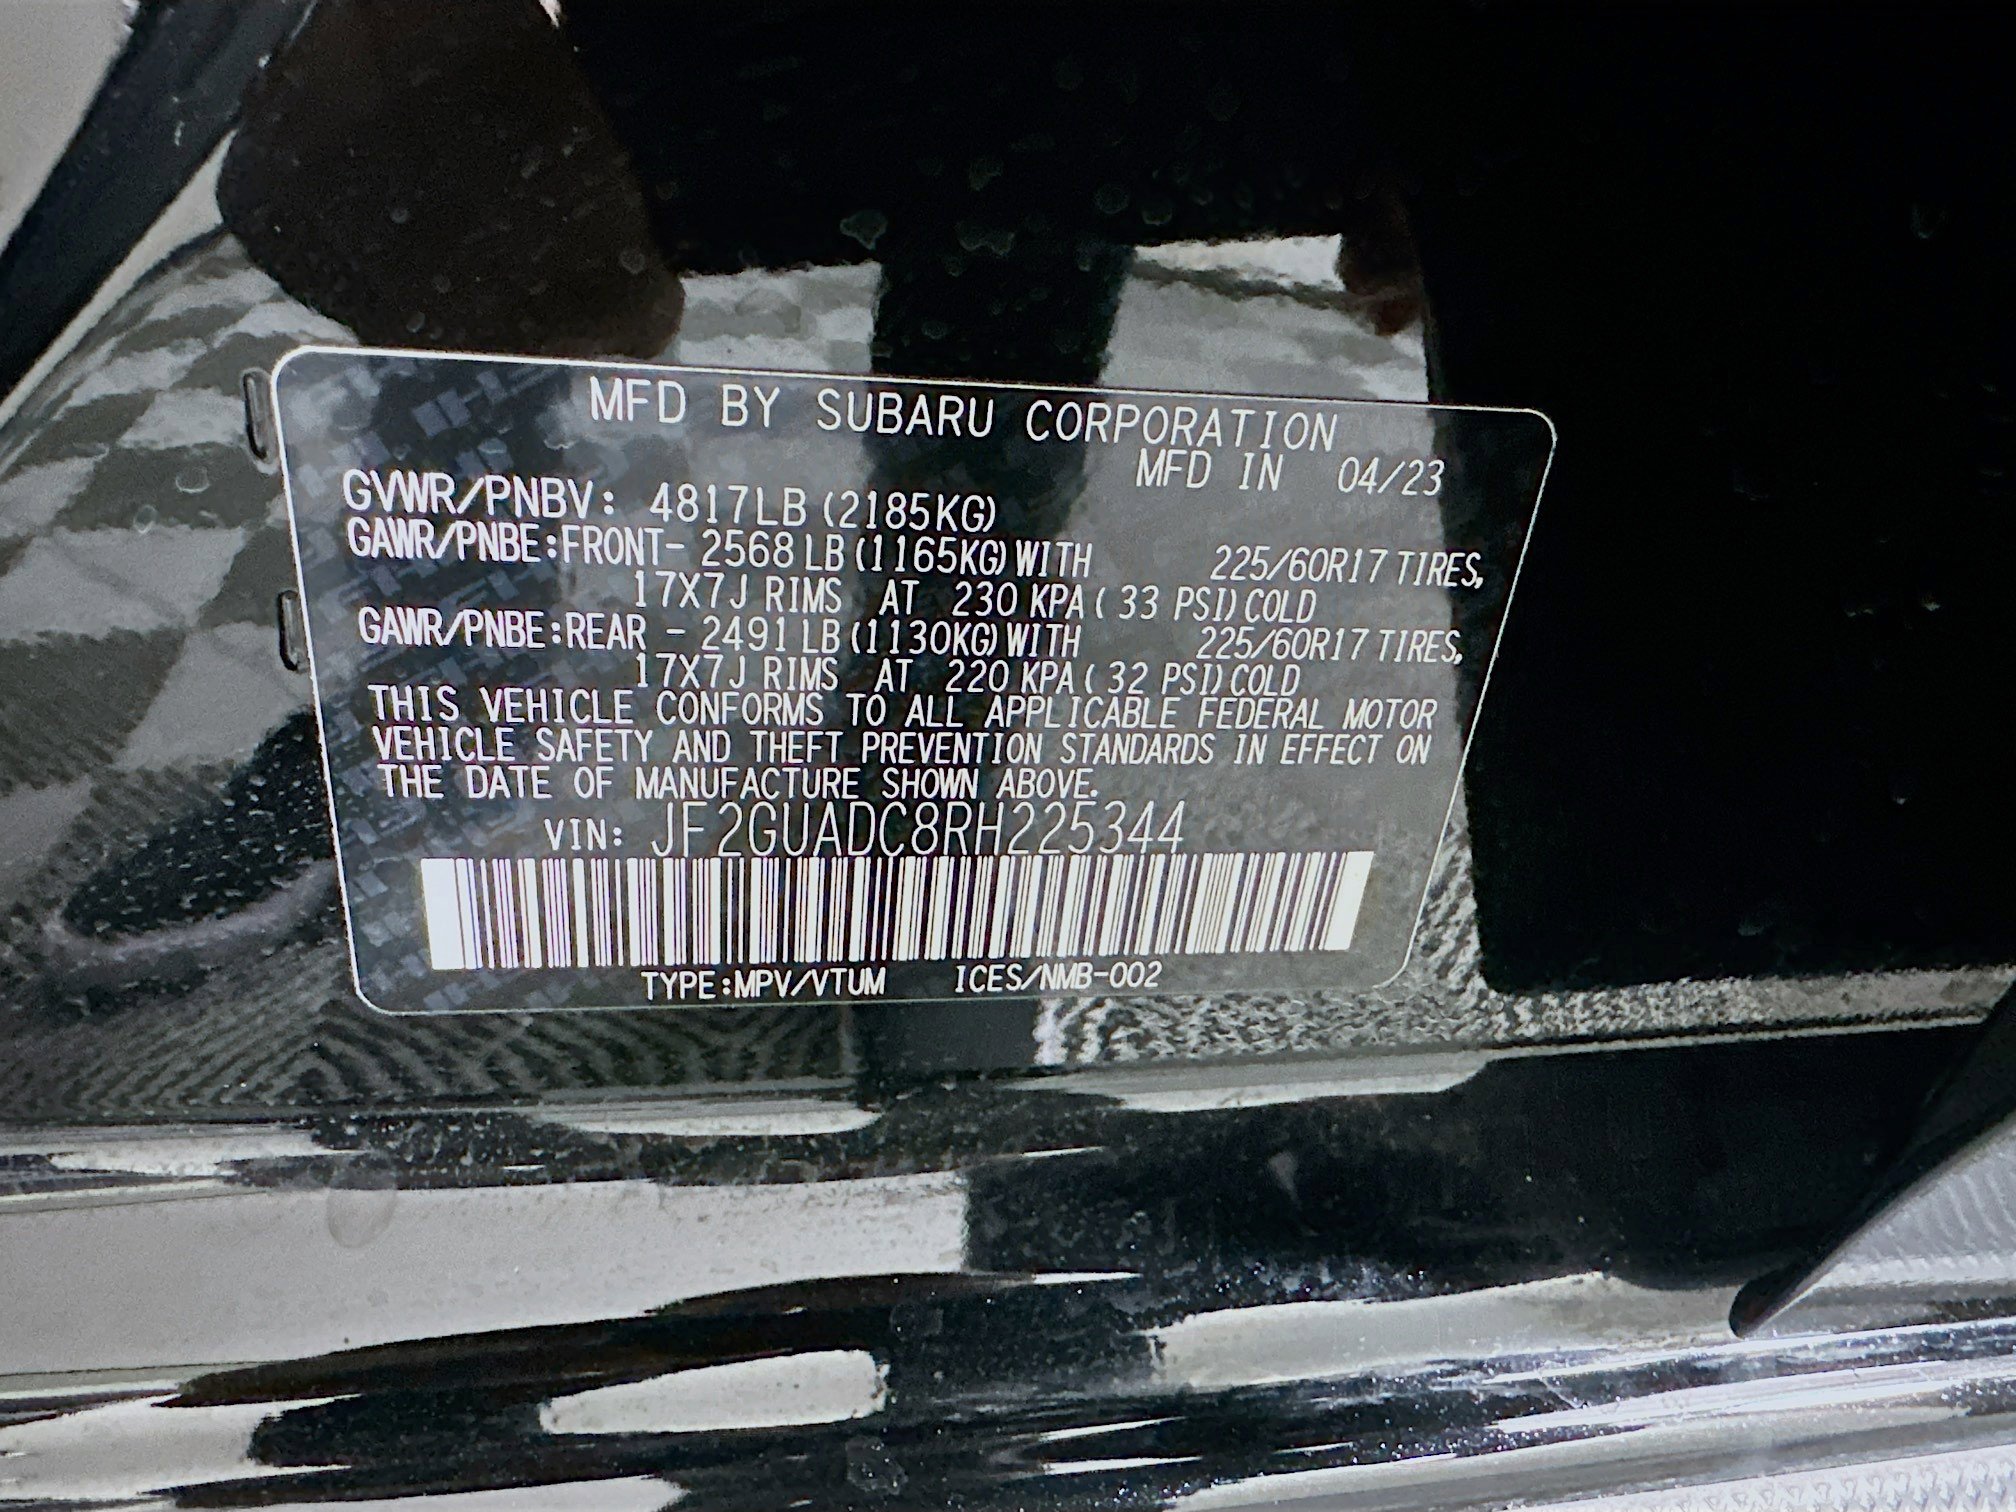 MFD BY SUBARU CORPORATION
MFD IN 04/23
GVWR/PNBV: 4817LB (2185KG)
GAWR/PNBE:FRONT- 2568 LB (1165KG) WITH 225/60R17 TIRES,
17X7J RIMS AT 230 KPA ( 33 PSI) COLD
GAWR/PNBE:REAR - 2491 LB (1130KG) WITH 225/60R17 TIRES,
17X7J RIMS AT 220 KPA ( 32 PSI) COLD
THIS VEHICLE CONFORMS TO ALL APPLICABLE FEDERAL MOTOR
VEHICLE SAFETY AND THEFT PREVENTION STANDARDS IN EFFECT ON
THE DATE OF MANUFACTURE SHOWN ABOVE.
VIN: JF2GUADC8RH225344
TYPE:MPV/VTUM ICES/NMB-002